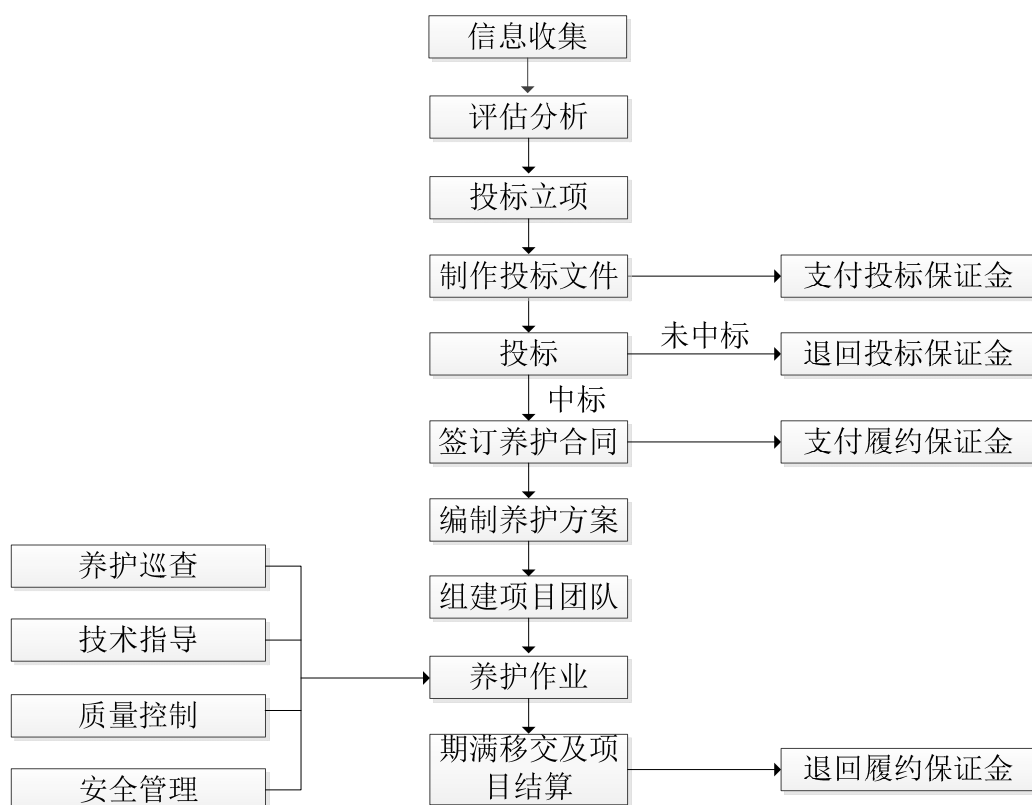 信息收集
评估分析
投标立项
制作投标文件
支付投标保证金
投标
未中标
退回投标保证金
中标
签订养护合同
支付履约保证金
编制养护方案
养护巡查
组建项目团队
技术指导
养护作业
质量控制
期满移交及项
目结算
退回履约保证金
安全管理